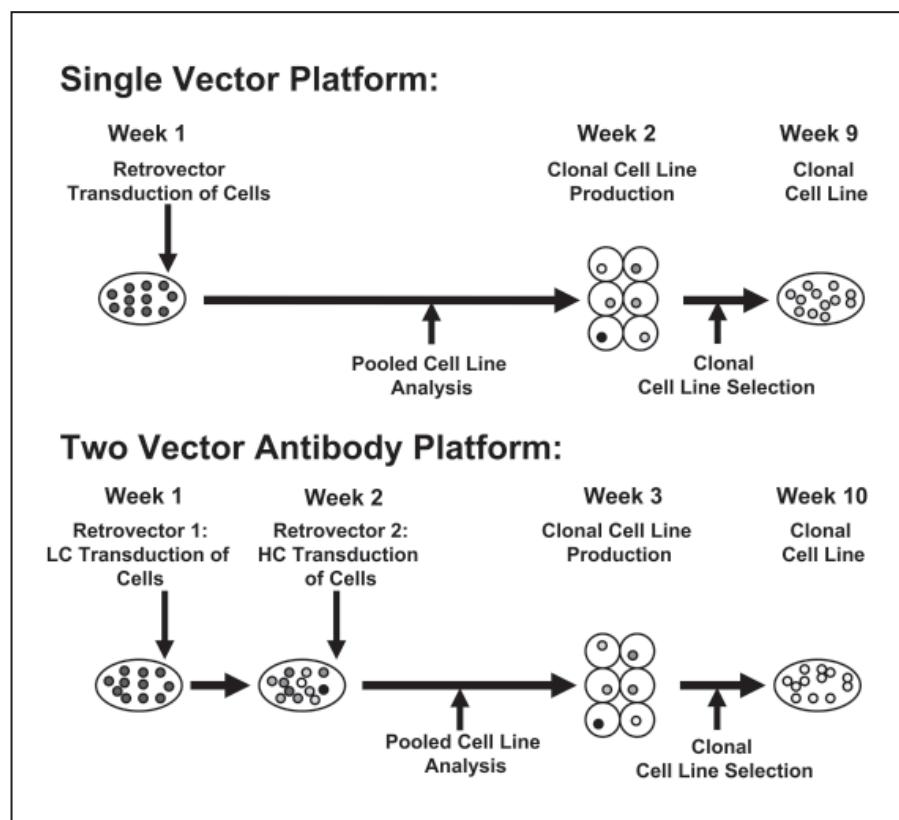 Single Vector Platform:
Week 1
Retrovector
Transduction of Cells
Week 2
Clonal Cell Line
Production
Week 9
Clonal
Cell Line
Pooled Cell Line
Analysis
Clonal
Cell Line Selection
Two Vector Antibody Platform:
Week 1
Retrovector 1:
LC Transduction of
Cells
Week 2
Retrovector 2:
HC Transduction
of Cells
Week 3
Clonal Cell Line
Production
Week 10
Clonal
Cell Line
Pooled Cell Line
Analysis
Clonal
Cell Line Selection